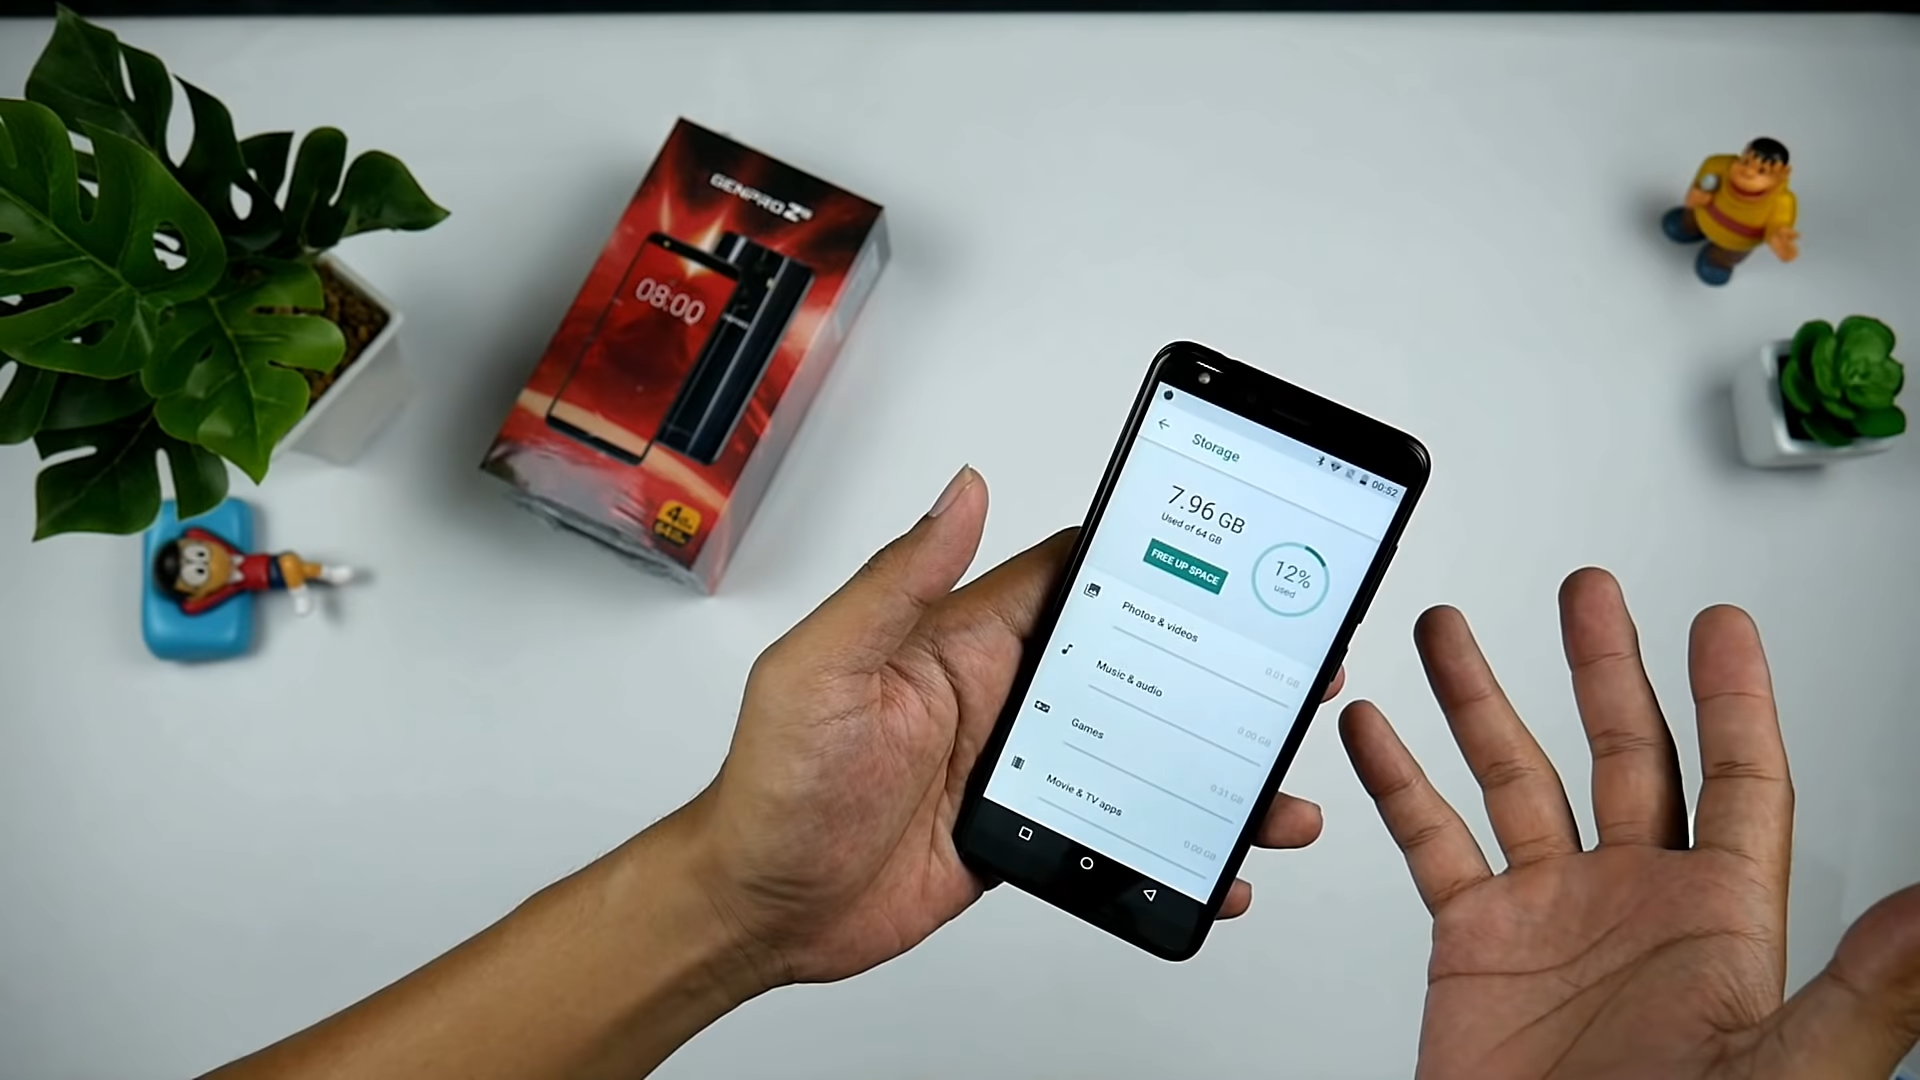 GENPRO Z
08:00
4GB
64GB
Storage
00:52
7.96 GB
Used of 64 GB
FREE UP SPACE
12%
used
Photos & videos
0.01 GB
Music & audio
0.00 GB
Games
0.31 GB
Movie & TV apps
0.00 GB